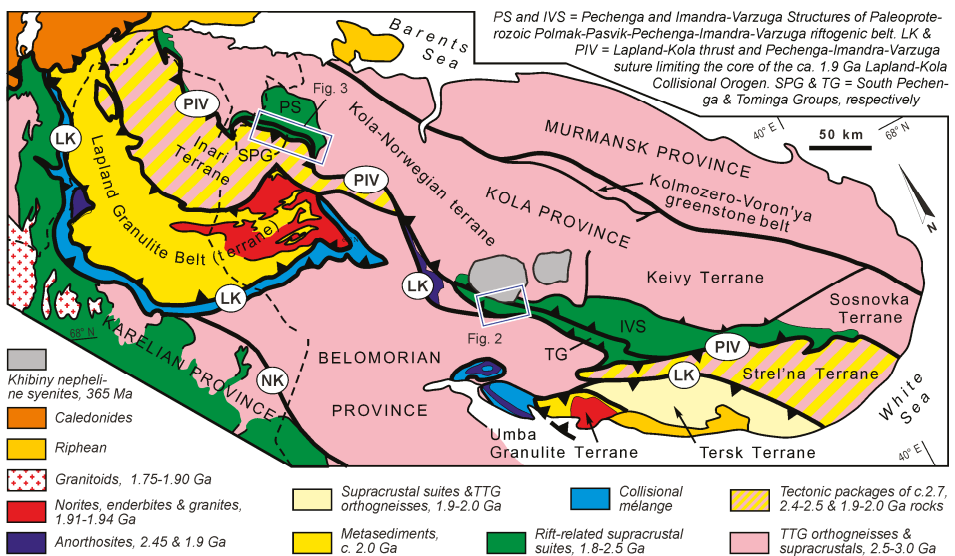 PS and IVS = Pechenga and Imandra-Varzuga Structures of Paleoprote-
rozoic Polmak-Pasvik-Pechenga-Imandra-Varzuga riftogenic belt. LK &
PIV = Lapland-Kola thrust and Pechenga-Imandra-Varzuga
suture limiting the core of the ca. 1.9 Ga Lapland-Kola
Collisional Orogen. SPG & TG = South Pechen-
ga & Tominga Groups, respectively
Barents
Sea
40° E
50 km
68° N
N
Fig. 3
PS
PIV
LK
Inari
Terrane
SPG
PIV
Lapland Granulite Belt (terrane)
Kola-Norwegian terrane
MURMANSK PROVINCE
Kolmozero-Voron'ya
greenstone belt
KOLA PROVINCE
Keivy Terrane
Sosnovka
Terrane
LK
LK
68° N
KARELIAN PROVINCE
NK
BELOMORIAN
PROVINCE
Fig. 2
TG
IVS
PIV
LK
Strel'na Terrane
White
Sea
40° E
Umba
Granulite Terrane
Tersk Terrane
Khibiny nepheli-
ne syenites, 365 Ma
Caledonides
Riphean
Granitoids, 1.75-1.90 Ga
Norites, enderbites & granites,
1.91-1.94 Ga
Anorthosites, 2.45 & 1.9 Ga
Supracrustal suites &TTG
orthogneisses, 1.9-2.0 Ga
Metasediments,
c. 2.0 Ga
Collisional
mélange
Rift-related supracrustal
suites, 1.8-2.5 Ga
Tectonic packages of c.2.7,
2.4-2.5 & 1.9-2.0 Ga rocks
TTG orthogneisses &
supracrustals, 2.5-3.0 Ga